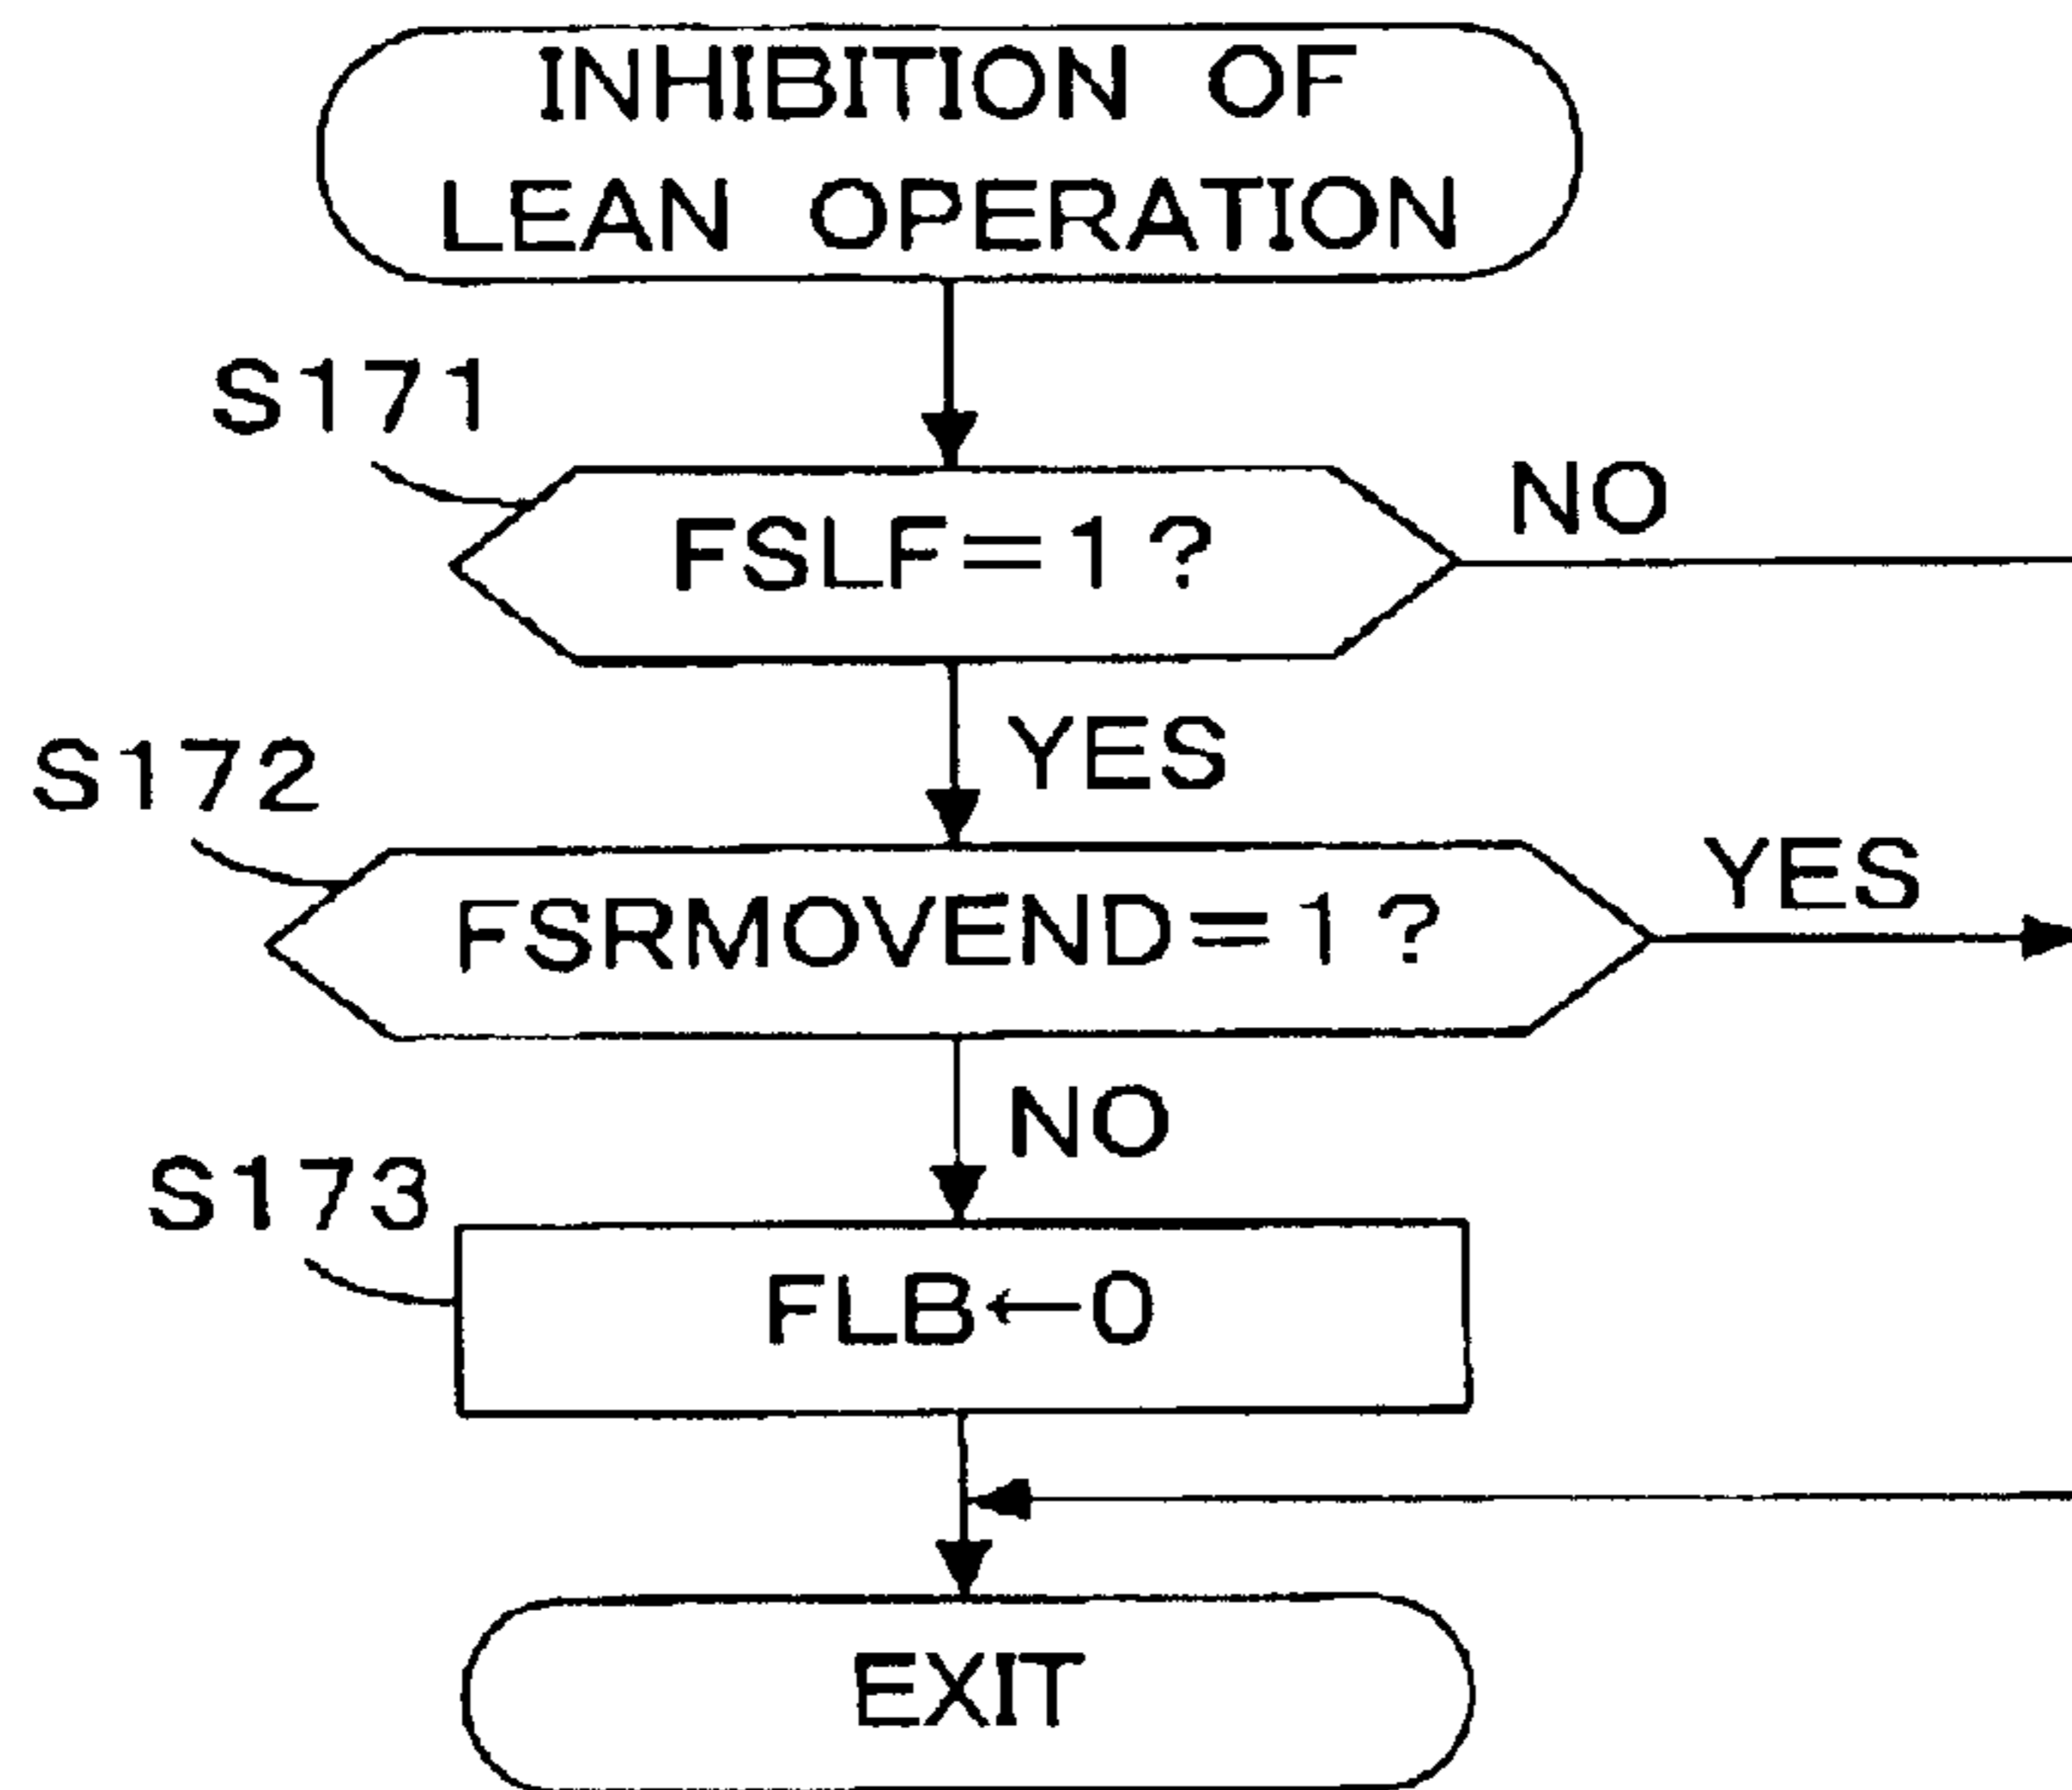 INHIBITION OF
LEAN OPERATION
S171
FSLF=1?
NO
YES
S172
FSRMOVEND=1?
YES
NO
S173
FLB←0
EXIT